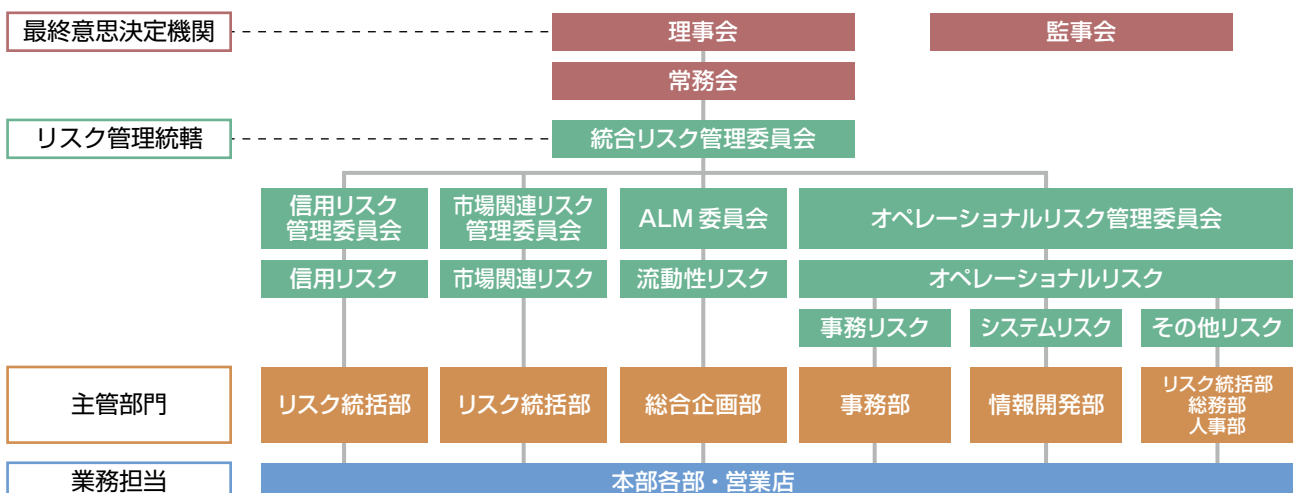 最終意思決定機関
理事会
監事会
常務会
リスク管理統轄
統合リスク管理委員会
信用リスク
管理委員会
市場関連リスク
管理委員会
ALM 委員会
オペレーショナルリスク管理委員会
信用リスク
市場関連リスク
流動性リスク
オペレーショナルリスク
事務リスク
システムリスク
その他リスク
主管部門
リスク統括部
リスク統括部
総合企画部
事務部
情報開発部
リスク統括部
総務部
人事部
業務担当
本部各部・営業店